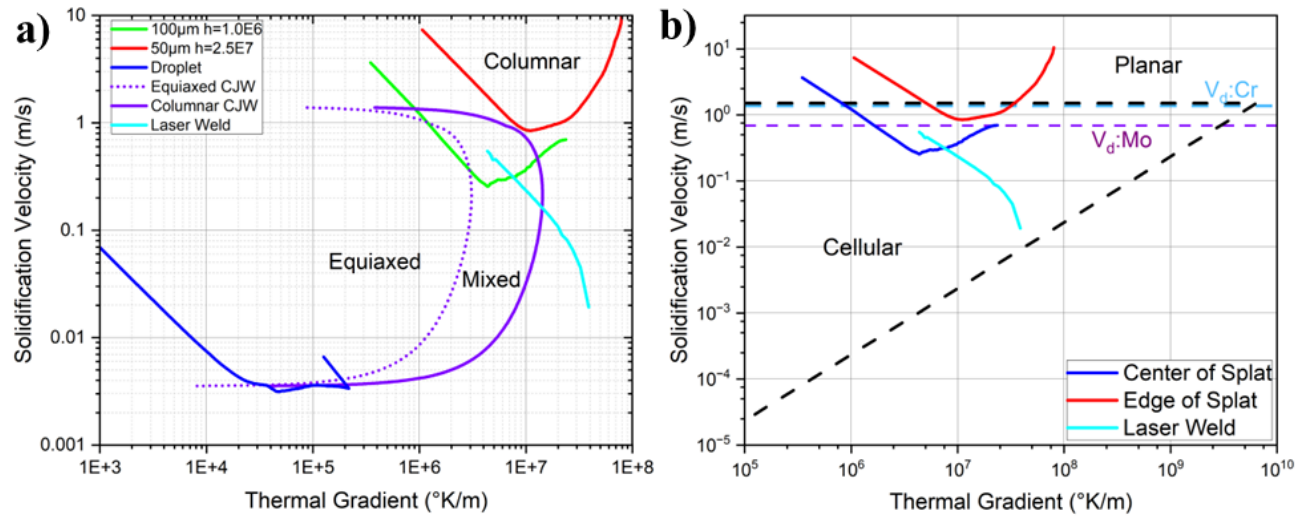 a)
100μm h=1.0E6
50μm h=2.5E7
Droplet
Equiaxed CJW
Columnar CJW
Laser Weld
Columnar
Equiaxed
Mixed
Solidification Velocity (m/s)
10
1
0.1
0.01
0.001
1E+3 1E+4 1E+5 1E+6 1E+7 1E+8
Thermal Gradient (°K/m)
b)
Planar
V_d:Cr
V_d:Mo
Cellular
Center of Splat
Edge of Splat
Laser Weld
Solidification Velocity (m/s)
10¹
10⁰
10⁻¹
10⁻²
10⁻³
10⁻⁴
10⁻⁵
10⁵ 10⁶ 10⁷ 10⁸ 10⁹ 10¹⁰
Thermal Gradient (°K/m)